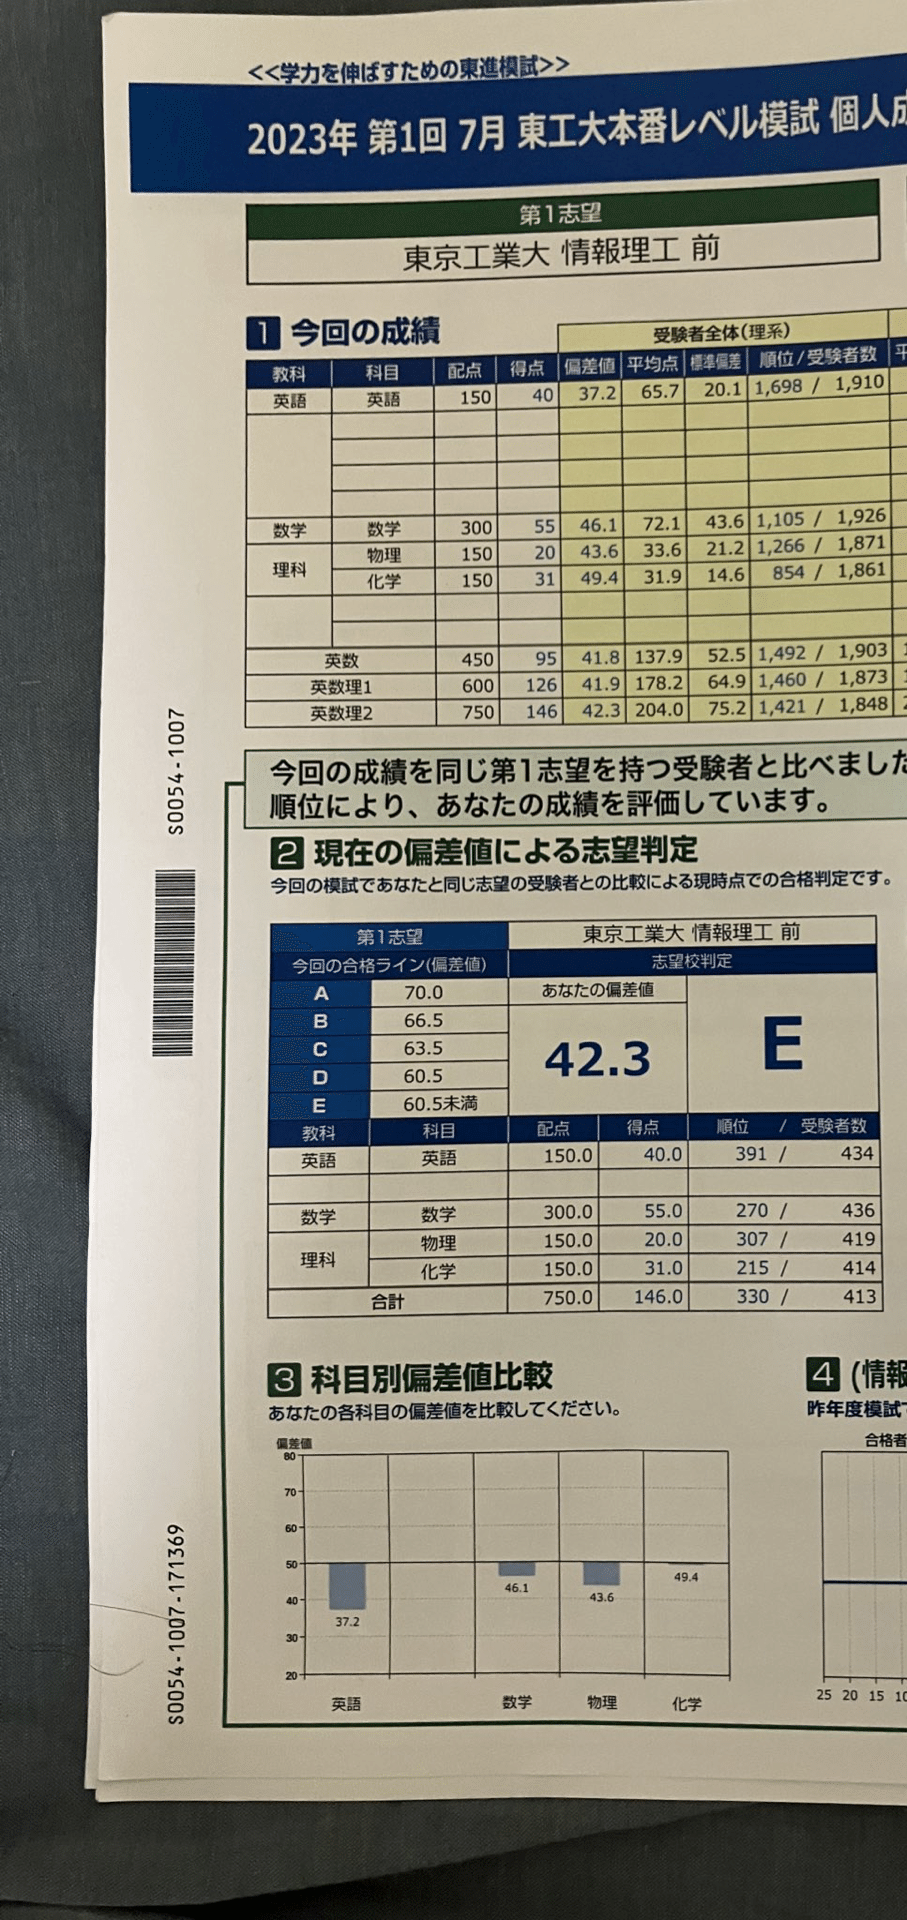 <<学力を伸ばすための東進模試>>
2023年 第1回 7月 東工大本番レベル模試 個人成
第1志望
東京工業大 情報理工 前
1 今回の成績
受験者全体(理系)
教科 科目 配点 得点 偏差値 平均点 標準偏差 順位/受験者数 平
英語 英語 150 40 37.2 65.7 20.1 1,698 / 1,910
数学 数学 300 55 46.1 72.1 43.6 1,105 / 1,926
理科 物理 150 20 43.6 33.6 21.2 1,266 / 1,871
化学 150 31 49.4 31.9 14.6 854 / 1,861
英数 450 95 41.8 137.9 52.5 1,492 / 1,903
英数理1 600 126 41.9 178.2 64.9 1,460 / 1,873
英数理2 750 146 42.3 204.0 75.2 1,421 / 1,848
今回の成績を同じ第1志望を持つ受験者と比べました
順位により、あなたの成績を評価しています。
2 現在の偏差値による志望判定
今回の模試であなたと同じ志望の受験者との比較による現時点での合格判定です。
第1志望 東京工業大 情報理工 前
今回の合格ライン(偏差値) 志望校判定
A 70.0 あなたの偏差値
B 66.5
C 63.5
D 60.5
E 60.5未満
42.3 E
教科 科目 配点 得点 順位 / 受験者数
英語 英語 150.0 40.0 391 / 434
数学 数学 300.0 55.0 270 / 436
理科 物理 150.0 20.0 307 / 419
化学 150.0 31.0 215 / 414
合計 750.0 146.0 330 / 413
3 科目別偏差値比較
あなたの各科目の偏差値を比較してください。
偏差値
80
70
60
50
40
30
20
37.2 46.1 43.6 49.4
英語 数学 物理 化学
4 (情報
昨年度模試で
合格者
25 20 15 10
S0054-1007
S0054-1007-171369